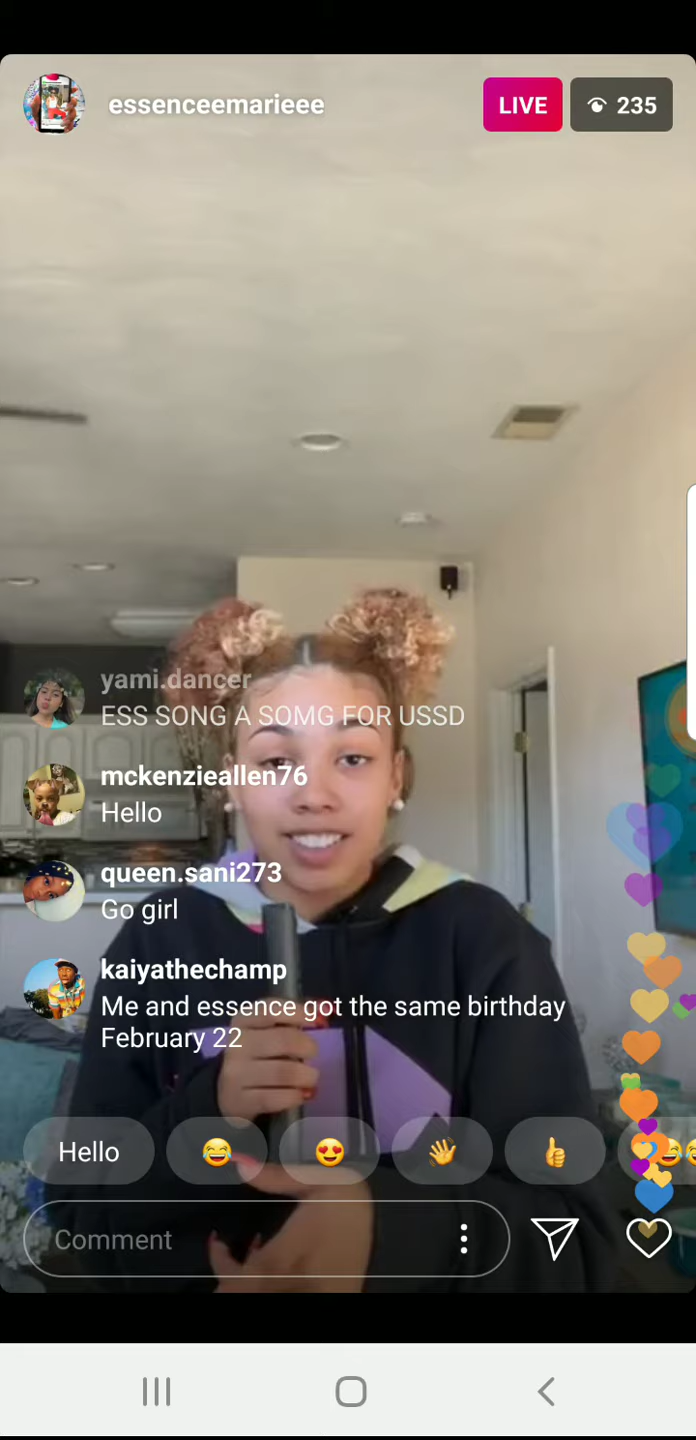 essenceemarieee
LIVE
235
yami.dancer
ESS SONG A SOMG FOR USSD
mckenzieallen76
Hello
queen.sani273
Go girl
kaiyathechamp
Me and essence got the same birthday
February 22
Hello 😂 😍 👋 👍 😂
Comment